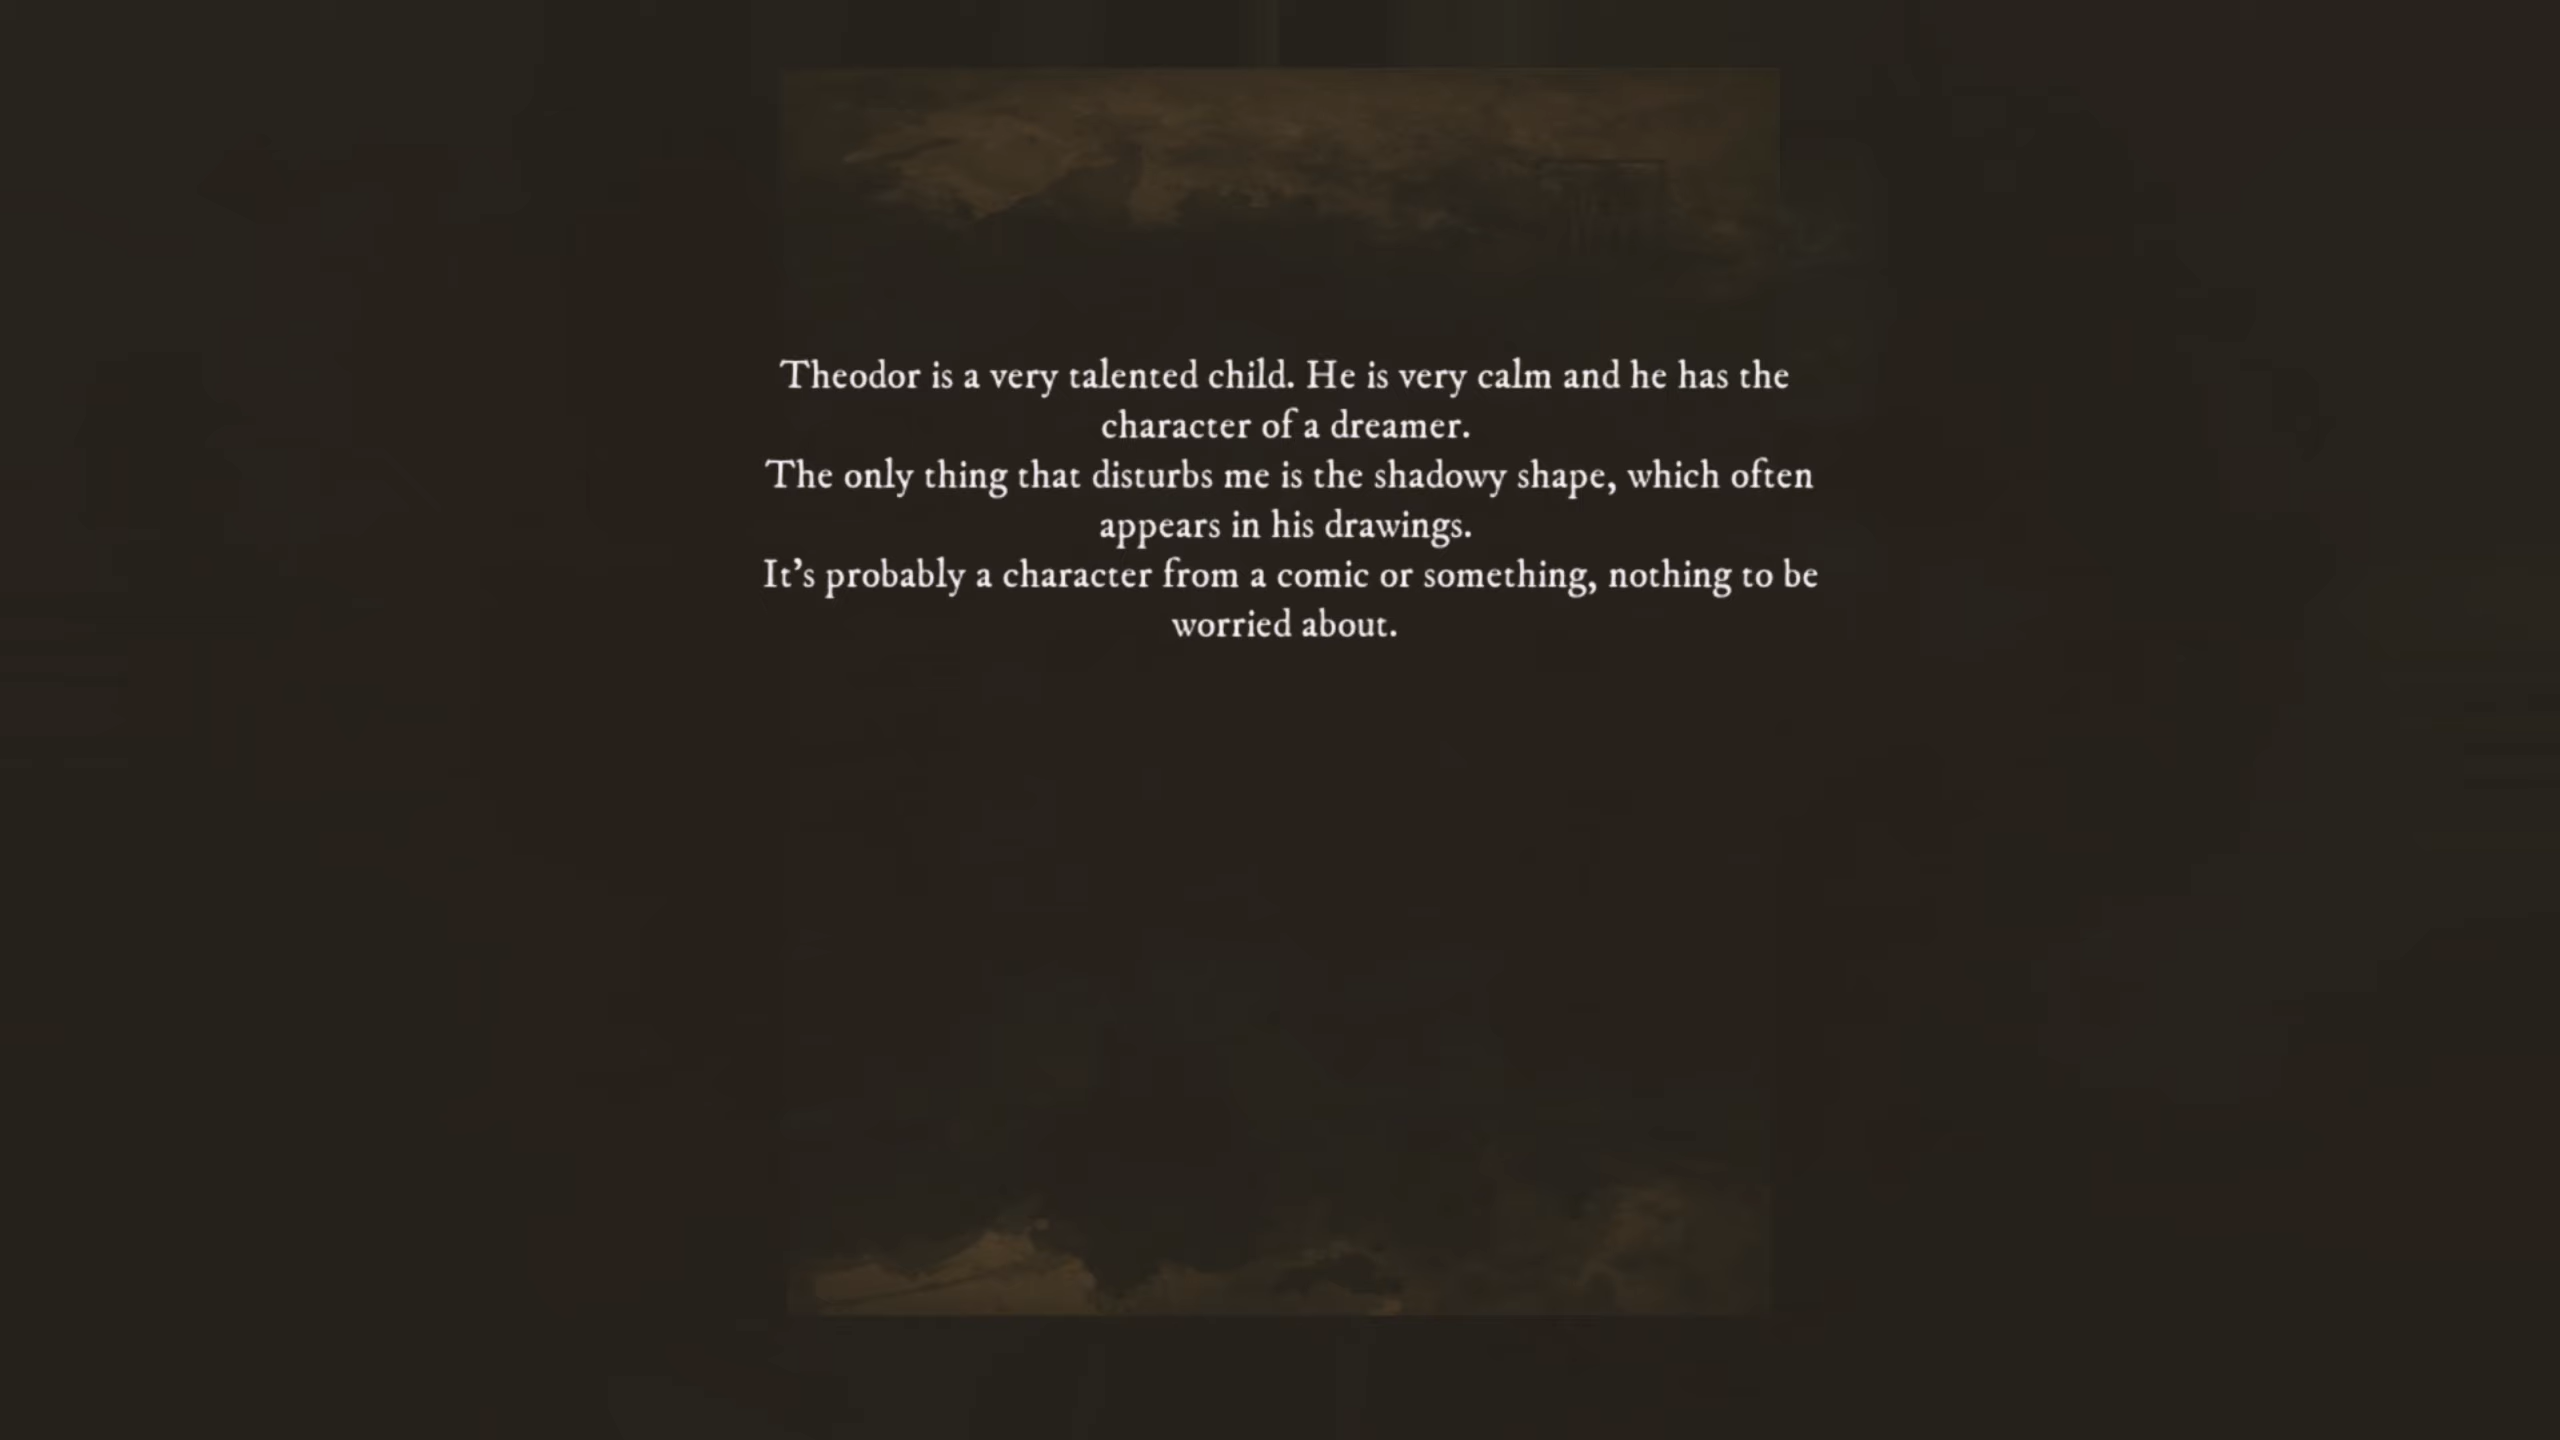 Theodor is a very talented child. He is very calm and he has the
character of a dreamer.
The only thing that disturbs me is the shadowy shape, which often
appears in his drawings.
It's probably a character from a comic or something, nothing to be
worried about.